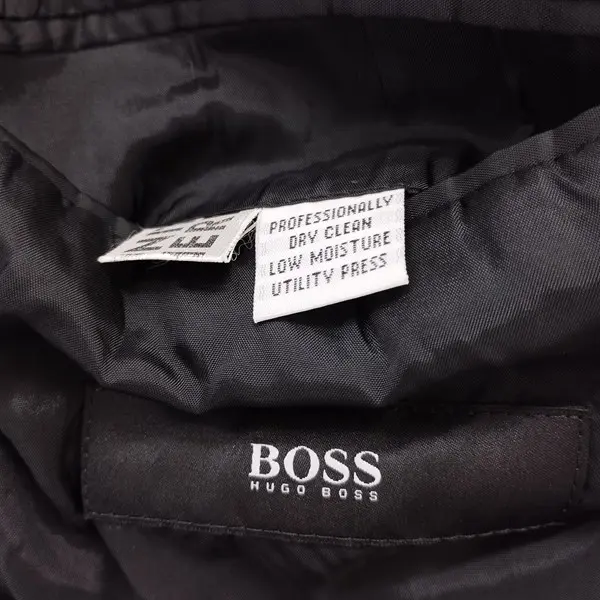 PROFESSIONALLY
DRY CLEAN
LOW MOISTURE
UTILITY PRESS
BOSS
HUGO BOSS